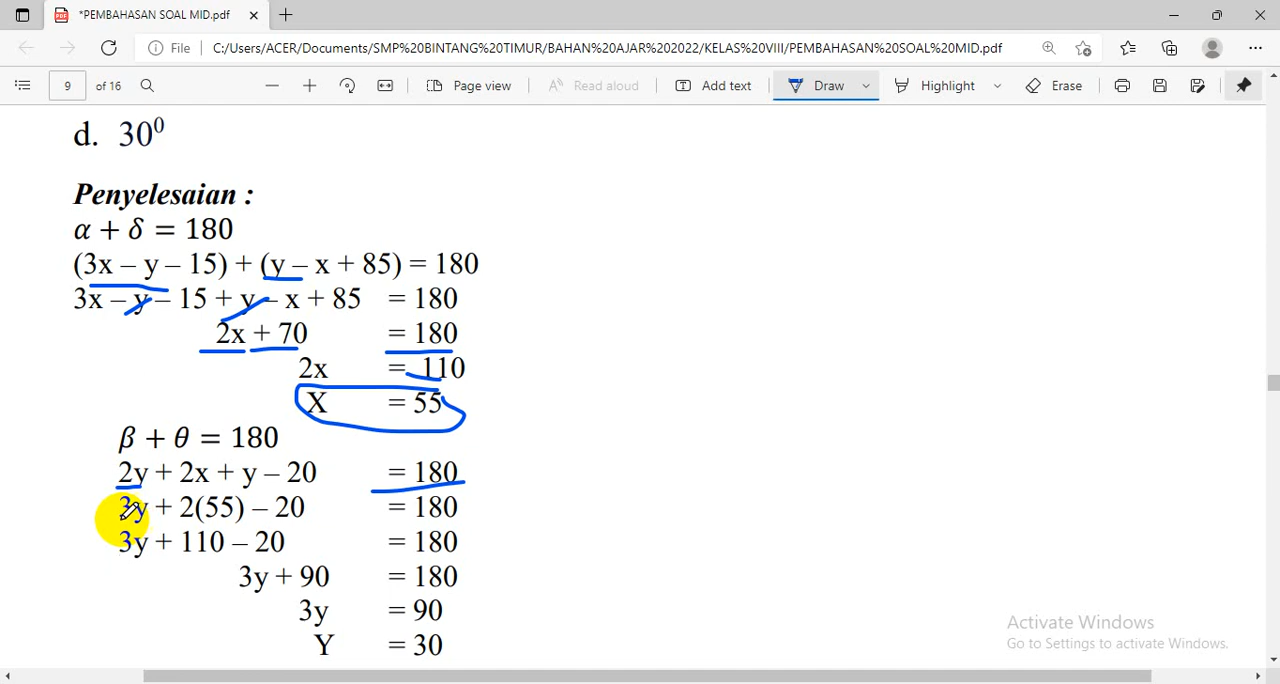 *PEMBAHASAN SOAL MID.pdf
File C:/Users/ACER/Documents/SMP%20BINTANG%20TIMUR/BAHAN%20AJAR%202022/KELAS%20VIII/PEMBAHASAN%20SOAL%20MID.pdf
9 of 16 Page view Read aloud Add text Draw Highlight Erase
d. 30⁰
Penyelesaian :
α + δ = 180
(3x – y – 15) + (y – x + 85) = 180
3x – y – 15 + y – x + 85 = 180
2x + 70 = 180
2x = 110
X = 55
β + θ = 180
2y + 2x + y – 20 = 180
3y + 2(55) – 20 = 180
3y + 110 – 20 = 180
3y + 90 = 180
3y = 90
Y = 30
Activate Windows
Go to Settings to activate Windows.